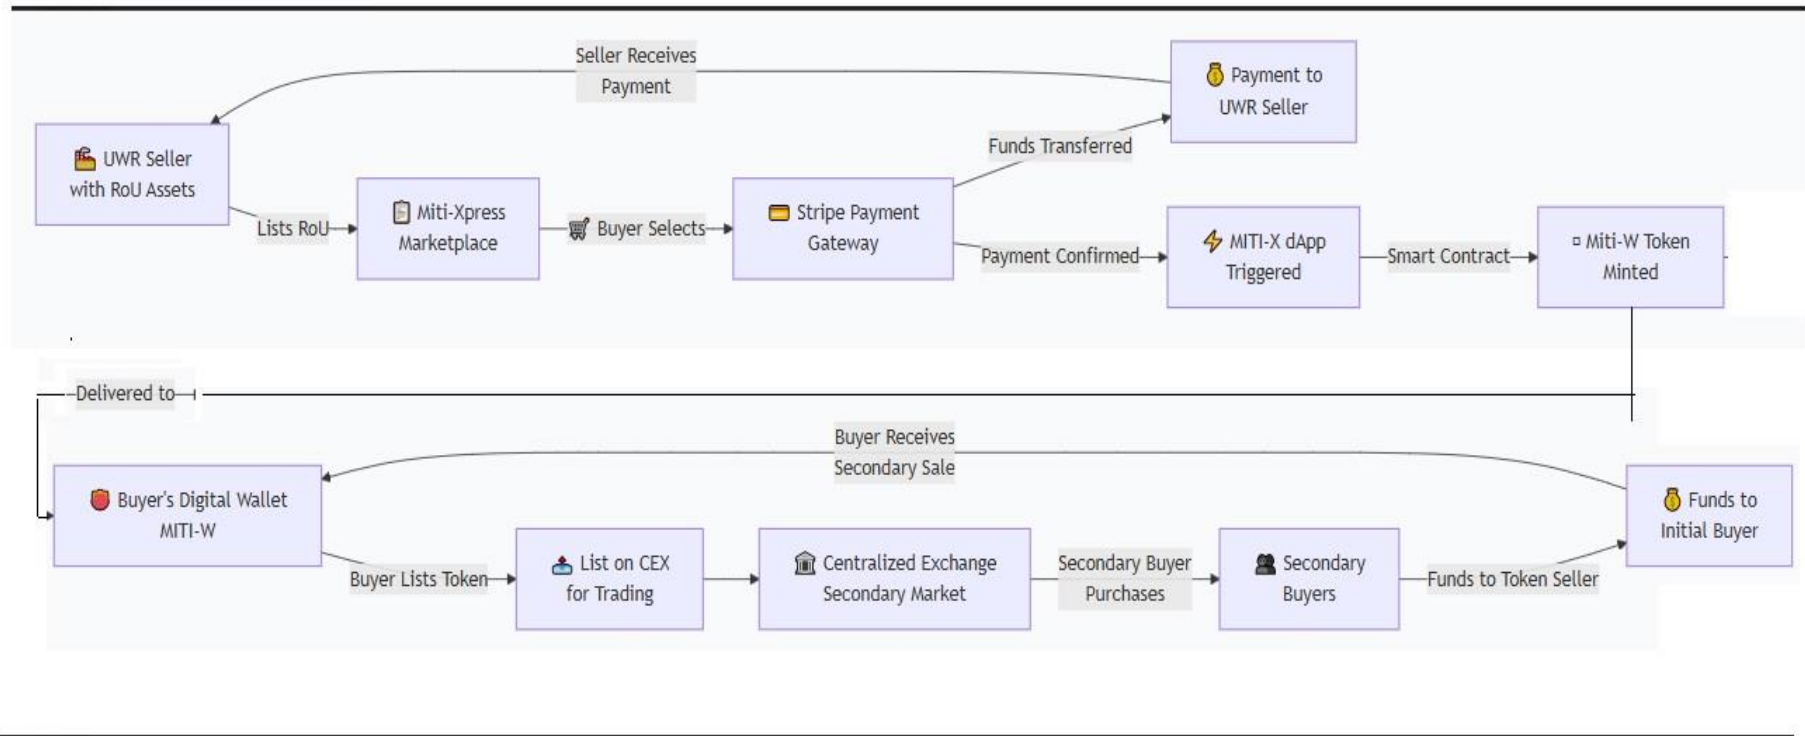 Seller Receives
Payment
Payment to
UWR Seller
UWR Seller
with RoU Assets
Funds Transferred
Lists RoU
Miti-Xpress
Marketplace
Buyer Selects
Stripe Payment
Gateway
Payment Confirmed
MITI-X dApp
Triggered
Smart Contract
Miti-W Token
Minted
Delivered to
Buyer Receives
Secondary Sale
Buyer's Digital Wallet
MITI-W
Funds to
Initial Buyer
Buyer Lists Token
List on CEX
for Trading
Centralized Exchange
Secondary Market
Secondary Buyer
Purchases
Secondary
Buyers
Funds to Token Seller